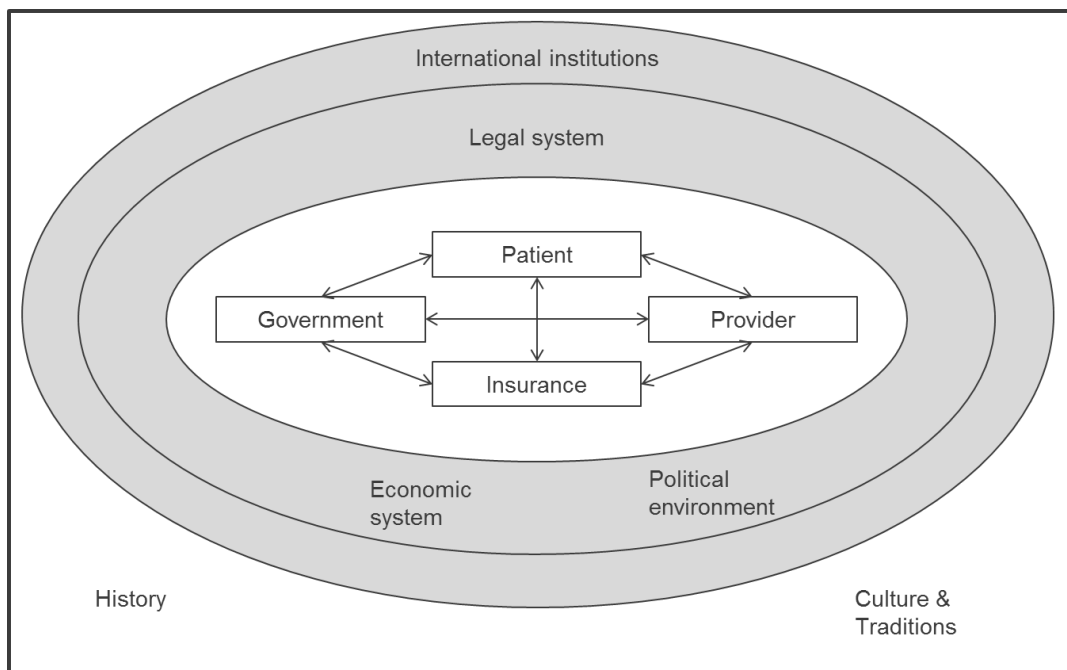 International institutions
Legal system
Patient
Government
Provider
Insurance
Economic
system
Political
environment
History
Culture &
Traditions